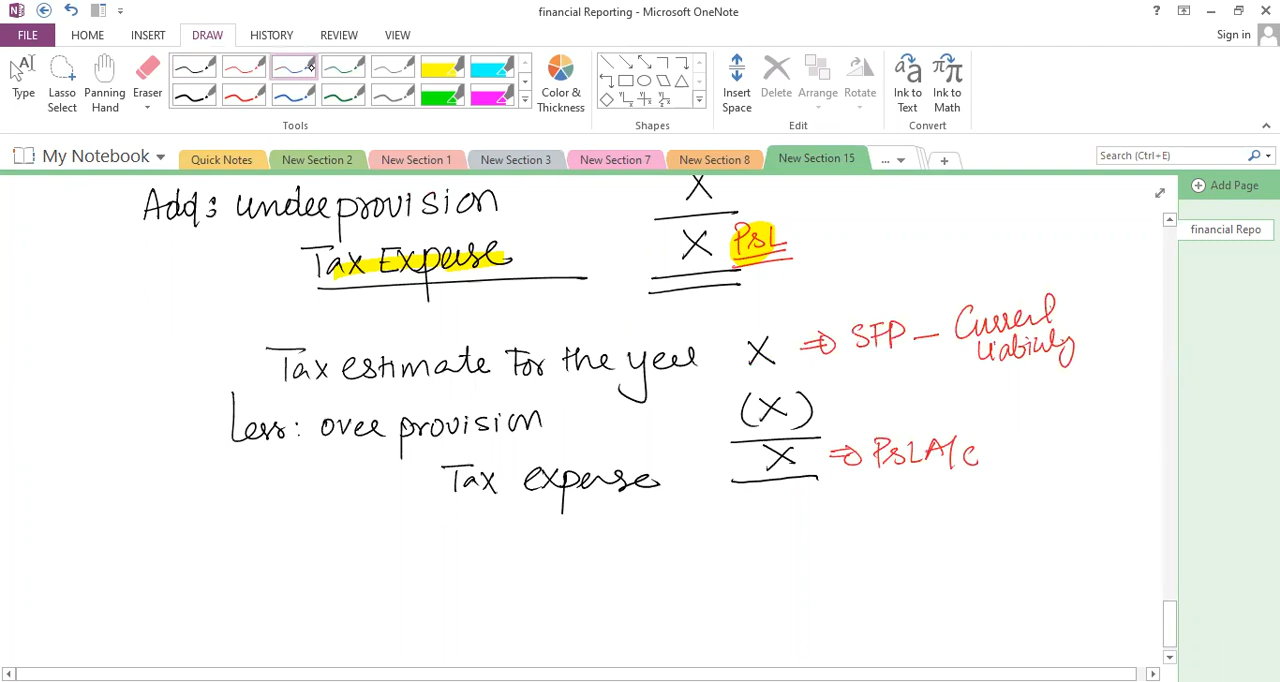 financial Reporting - Microsoft OneNote
Sign in
FILE HOME INSERT DRAW HISTORY REVIEW VIEW
Type
Lasso Select
Panning Hand
Eraser
Color & Thickness
Insert Space
Delete
Arrange
Rotate
Ink to Text
Ink to Math
Tools
Shapes
Edit
Convert
My Notebook
Quick Notes
New Section 2
New Section 1
New Section 3
New Section 7
New Section 8
New Section 15
...
Search (Ctrl+E)
Add Page
financial Repo
X
Add: underprovision
Tax Expense X PsL
Tax estimate for the year X ⇒ SFP - Current liability
Less: over provision (X)
Tax expense X ⇒ PsL A/c